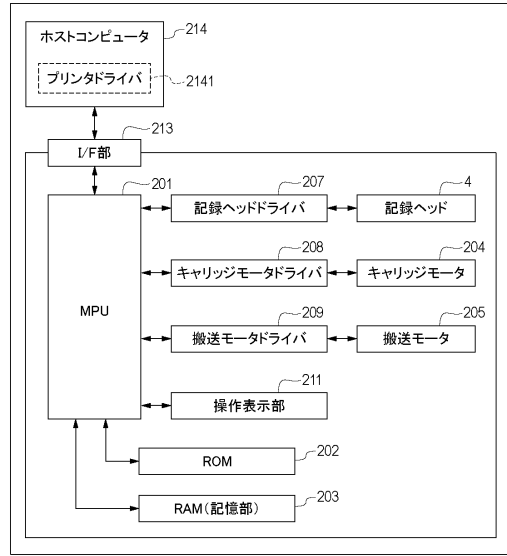 ホストコンピュータ
214
プリンタドライバ
2141
213
I/F部
201
MPU
207
記録ヘッドドライバ
4
記録ヘッド
208
キャリッジモータドライバ
204
キャリッジモータ
209
搬送モータドライバ
205
搬送モータ
211
操作表示部
ROM
202
RAM(記憶部)
203